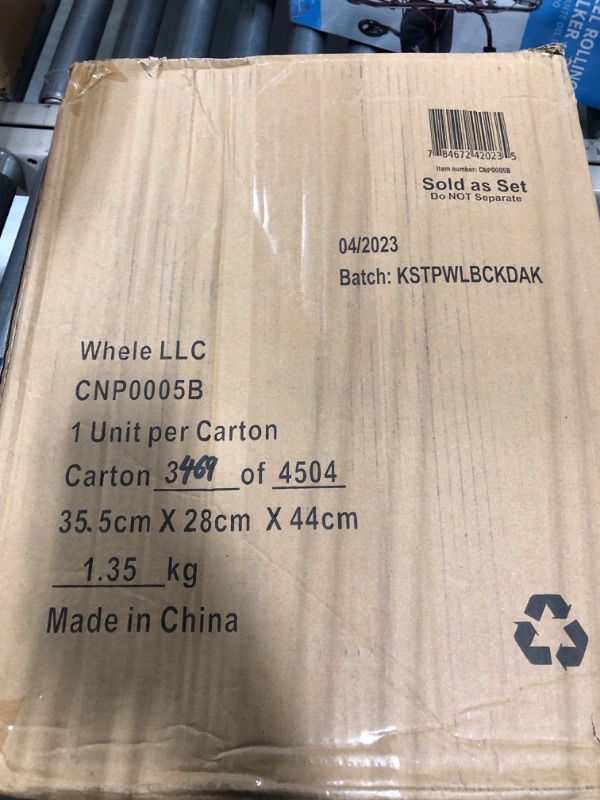 EEL ROLLING
7 84672 42023 5
Item number: CNP0005B
Sold as Set
Do NOT Separate
04/2023
Batch: KSTPWLBCKDAK
Whele LLC
CNP0005B
1 Unit per Carton
Carton 3469 of 4504
35.5cm X 28cm X 44cm
1.35 kg
Made in China